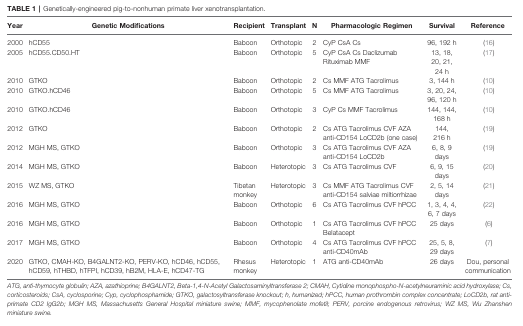 TABLE 1 | Genetically-engineered pig-to-nonhuman primate liver xenotransplantation.
Year Genetic Modifications Recipient Transplant N Pharmacologic Regimen Survival Reference
2000 hCD55 Baboon Orthotopic 2 CyP CsA Cs 96, 192 h (16)
2005 hCD55.CD50.HT Baboon Orthotopic 5 CyP CsA Cs Daclizumab 13, 18, (17)
Rituximab MMF 20, 21,
24 h
2010 GTKO Baboon Orthotopic 2 Cs MMF ATG Tacrolimus 3, 144 h (10)
2010 GTKO.hCD46 Baboon Orthotopic 5 Cs MMF ATG Tacrolimus 3, 20, 24, (10)
96, 120 h
2010 GTKO.hCD46 Baboon Orthotopic 3 CyP Cs MMF Tacrolimus 144, 144, (10)
168 h
2012 GTKO Baboon Orthotopic 2 Cs ATG Tacrolimus CVF AZA 144, (19)
anti-CD154 LoCD2b (one case) 216 h
2012 MGH MS, GTKO Baboon Orthotopic 3 Cs ATG Tacrolimus CVF AZA 6, 8, 9 (19)
anti-CD154 LoCD2b days
2014 MGH MS, GTKO Baboon Heterotopic 3 Cs ATG Tacrolimus CVF 6, 9, 15 (20)
days
2015 WZ MS, GTKO Tibetan Heterotopic 3 Cs MMF ATG Tacrolimus CVF 2, 5, 14 (21)
monkey anti-CD154 salviae miltiorrhizae days
2016 MGH MS, GTKO Baboon Orthotopic 6 Cs ATG Tacrolimus CVF hPCC 1, 3, 4, 4, (22)
6, 7 days
2016 MGH MS, GTKO Baboon Orthotopic 1 Cs ATG Tacrolimus CVF hPCC 25 days (6)
Belatacept
2017 MGH MS, GTKO Baboon Orthotopic 4 Cs ATG Tacrolimus CVF hPCC 25, 5, 8, (7)
anti-CD40mAb 29 days
2020 GTKO, CMAH-KO, B4GALNT2-KO, PERV-KO, hCD46, hCD55, Rhesus Heterotopic 1 ATG anti-CD40mAb 26 days Dou, personal
hCD59, hTHBD, hTFPI, hCD39, hB2M, HLA-E, hCD47-TG monkey communication
ATG, anti-thymocyte globulin; AZA, azathioprine; B4GALNT2, Beta-1,4-N-Acetyl Galactosaminyltransferase 2; CMAH, Cytidine monophospho-N-acetylneuraminic acid hydroxylase; Cs,
corticosteroids; CsA, cyclosporine; Cyp, cyclophosphamide; GTKO, galactosyltransferase knockout; h, humanized; hPCC, human prothrombin complex concentrate; LoCD2b, rat anti-
primate CD2 IgG2b; MGH MS, Massachusetts General Hospital miniature swine; MMF, mycophenolate mofetil; PERV, porcine endogenous retrovirus; WZ MS, Wu Zhanshan
miniature swine.